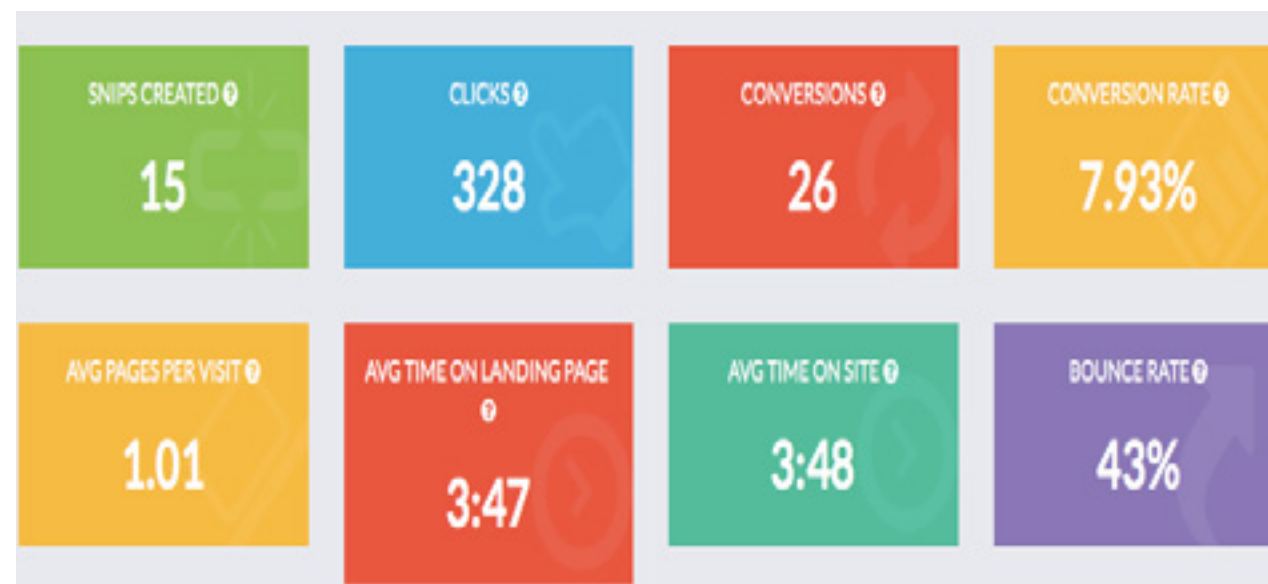 SNIPS CREATED ?
15
CLICKS ?
328
CONVERSIONS ?
26
CONVERSION RATE ?
7.93%
AVG PAGES PER VISIT ?
1.01
AVG TIME ON LANDING PAGE
?
3:47
AVG TIME ON SITE ?
3:48
BOUNCE RATE ?
43%